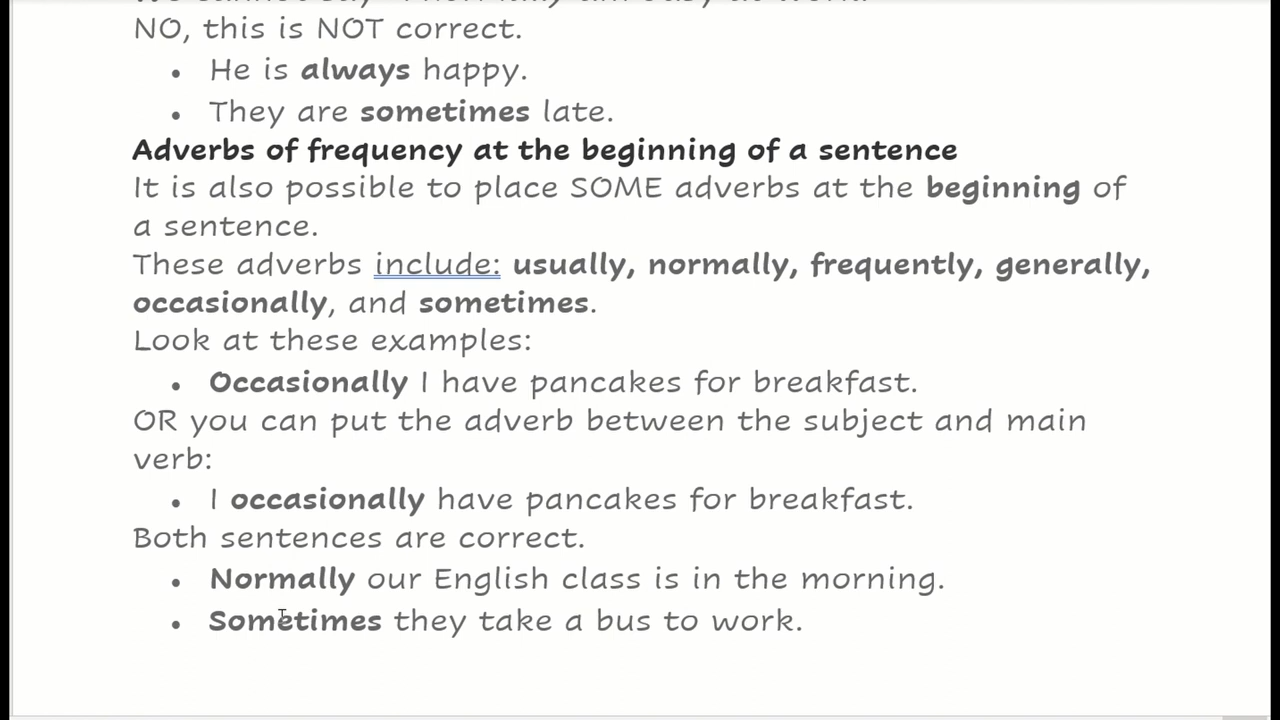 NO, this is NOT correct.
• He is always happy.
• They are sometimes late.
Adverbs of frequency at the beginning of a sentence
It is also possible to place SOME adverbs at the beginning of
a sentence.
These adverbs include: usually, normally, frequently, generally,
occasionally, and sometimes.
Look at these examples:
• Occasionally I have pancakes for breakfast.
OR you can put the adverb between the subject and main
verb:
• I occasionally have pancakes for breakfast.
Both sentences are correct.
• Normally our English class is in the morning.
• Sometimes they take a bus to work.